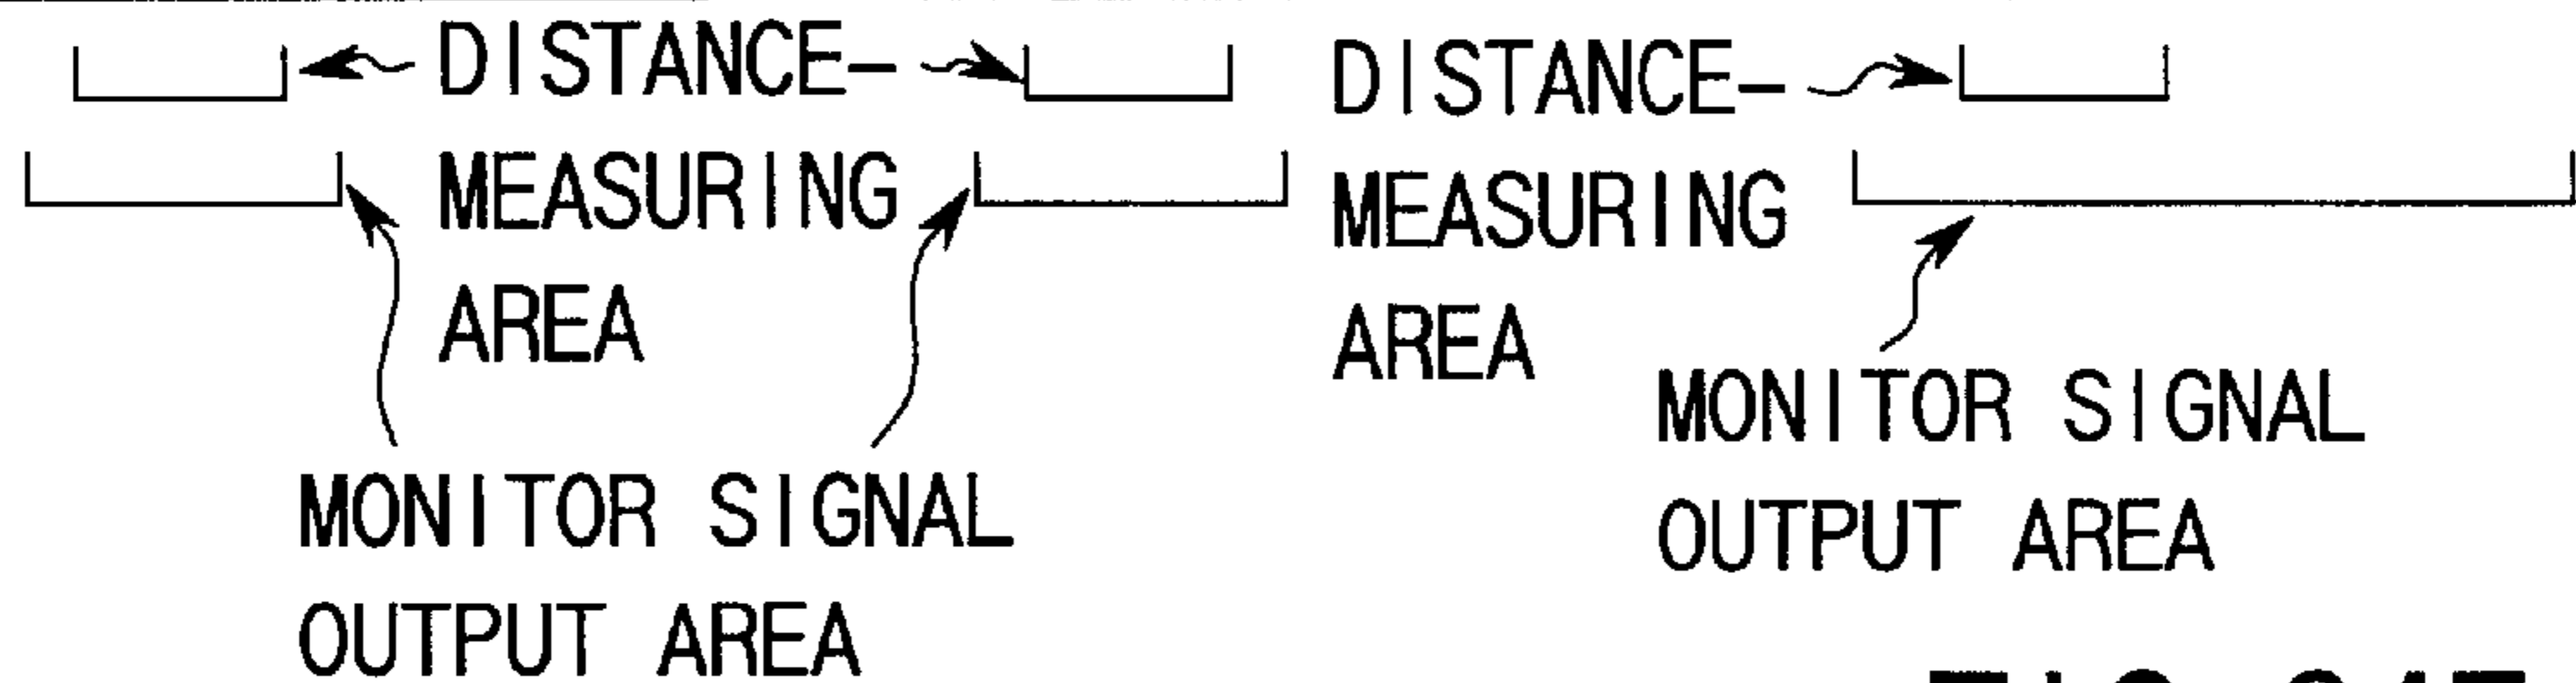 DISTANCE-
MEASURING
AREA
MONITOR SIGNAL
OUTPUT AREA
DISTANCE-
MEASURING
AREA
MONITOR SIGNAL
OUTPUT AREA